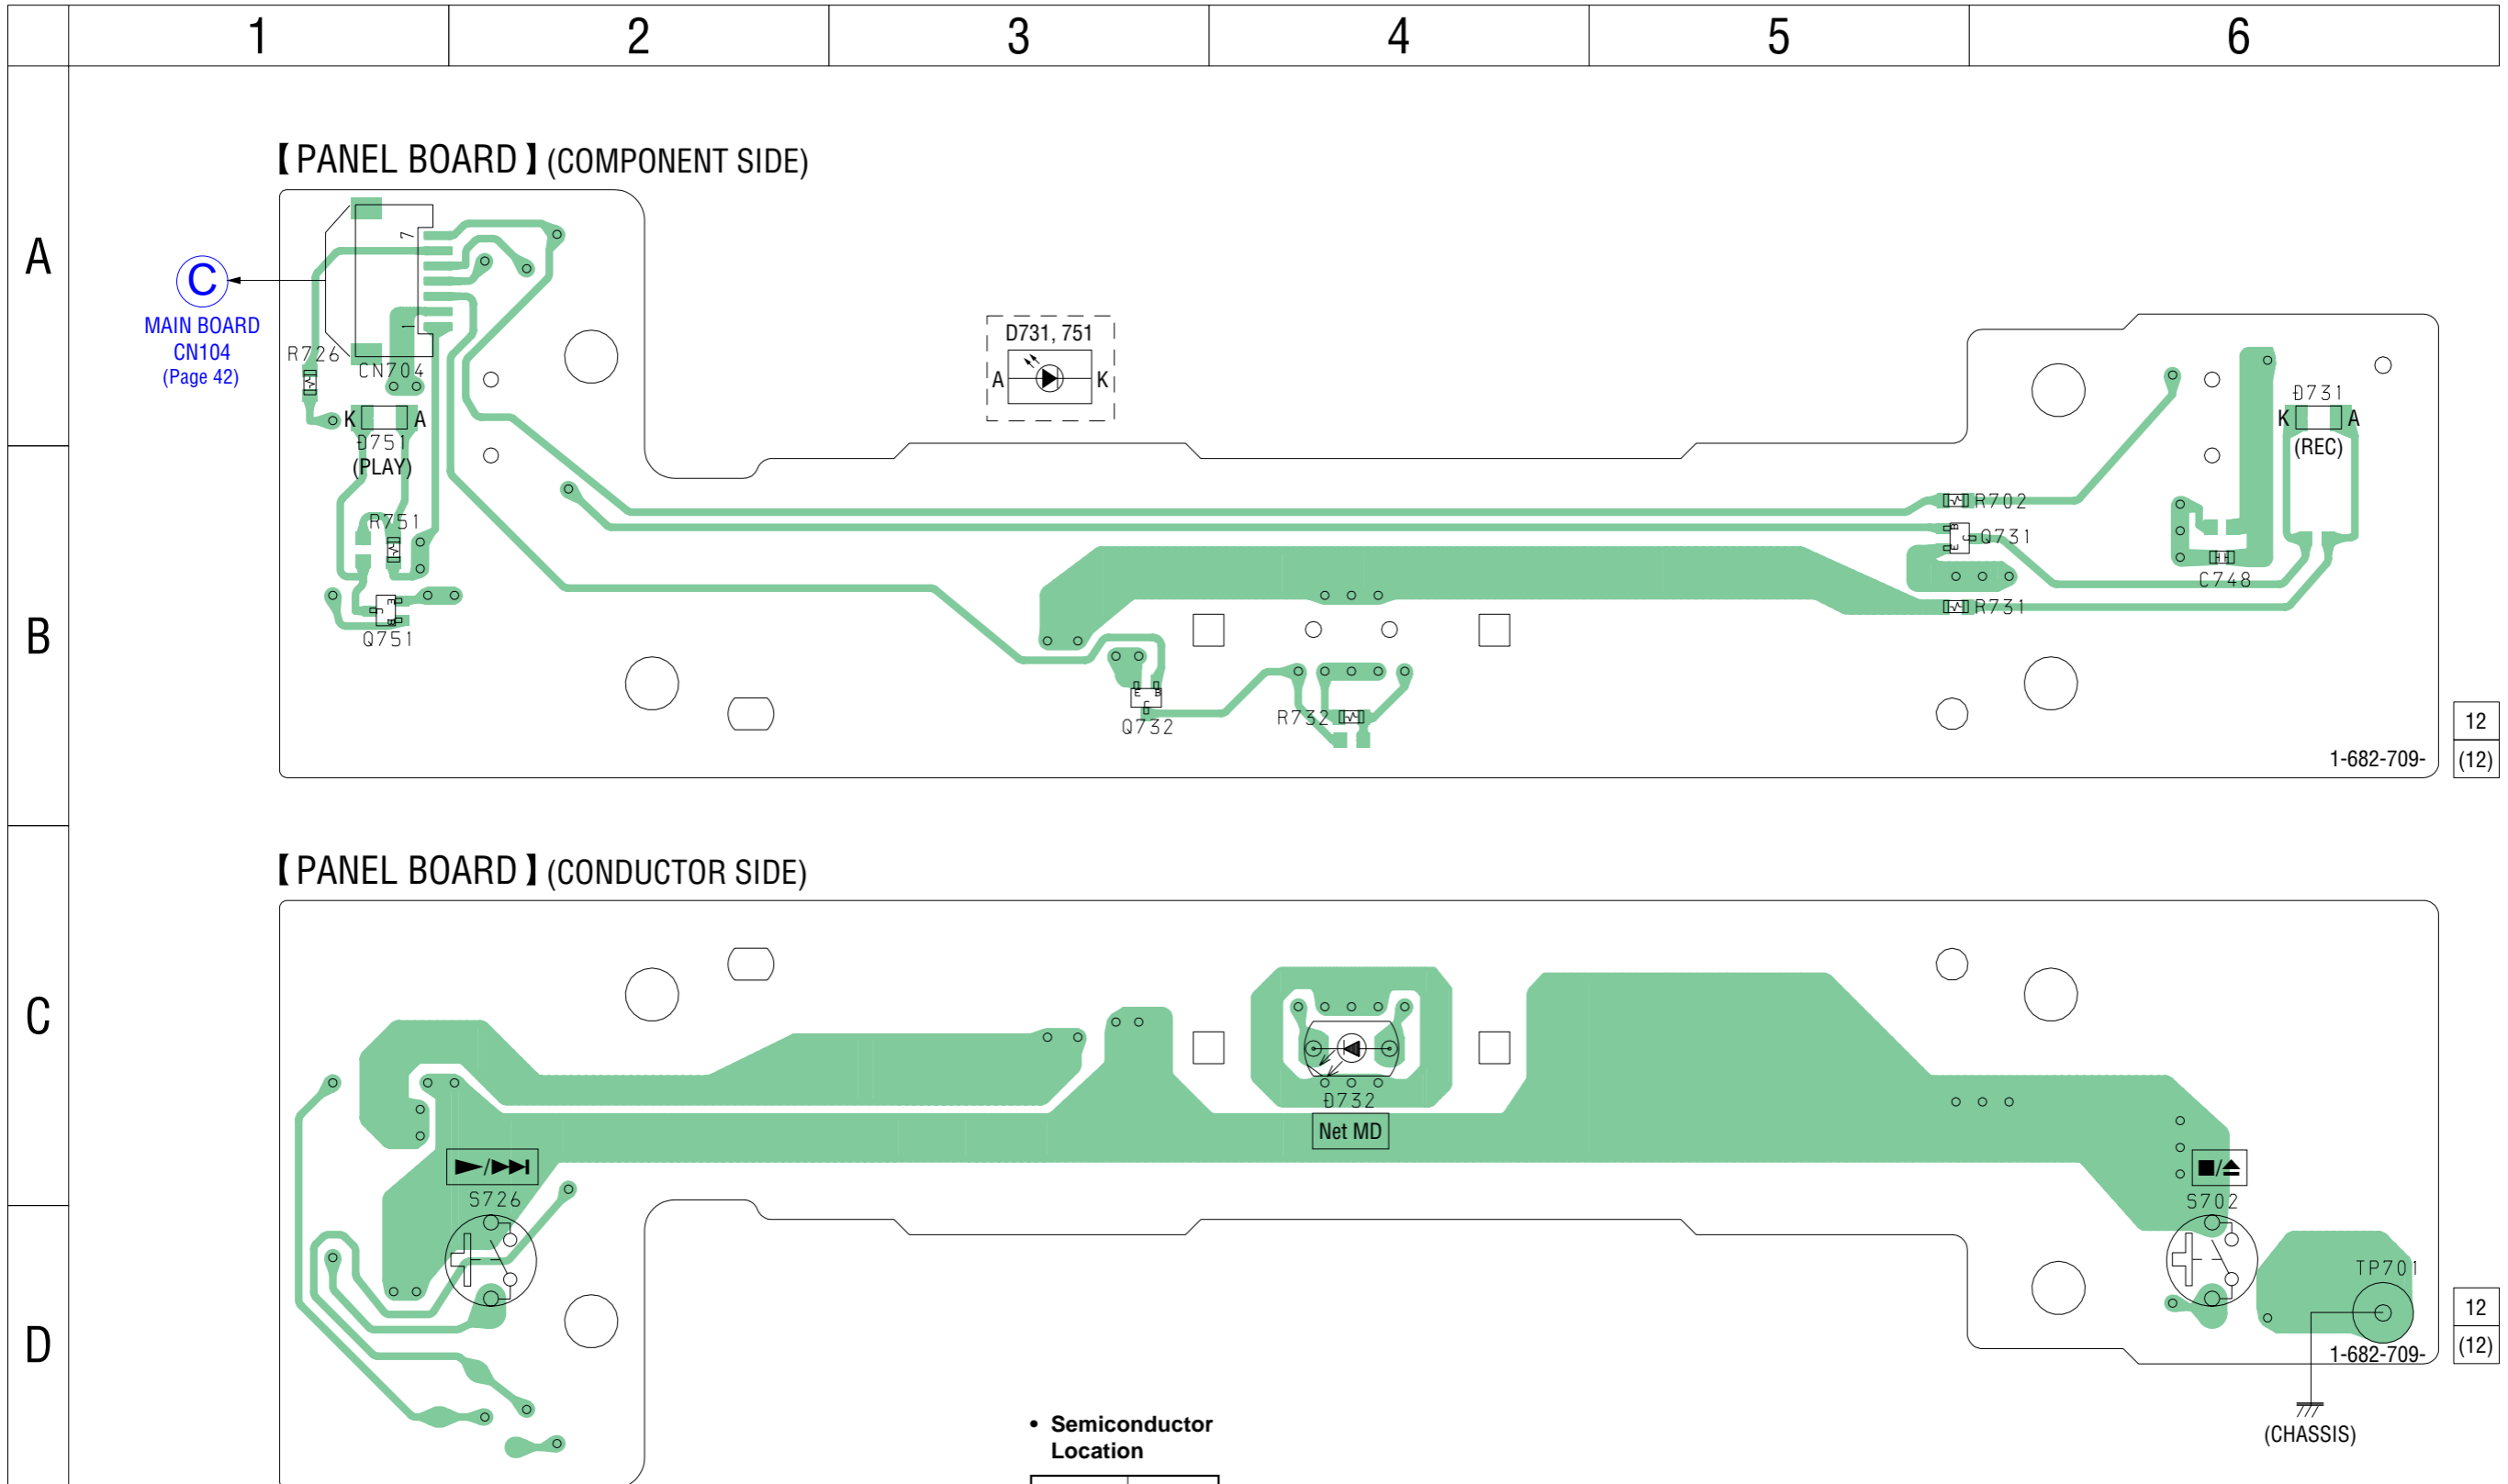 1 2 3 4 5 6
A
【PANEL BOARD】(COMPONENT SIDE)
7
C
MAIN BOARD
CN104
(Page 42)
1
R726
CN704
D731, 751
A K
K A
D751
(PLAY)
D731
K A
(REC)
R751
R702
B
C
E
Q731
C748
R731
B
E
C
B
Q751
E B
C
Q732
R732
12
(12)
1-682-709-
【PANEL BOARD】(CONDUCTOR SIDE)
C
D732
Net MD
►/►►I
S726
■/▲
S702
TP701
D
12
(12)
1-682-709-
(CHASSIS)
• Semiconductor
Location